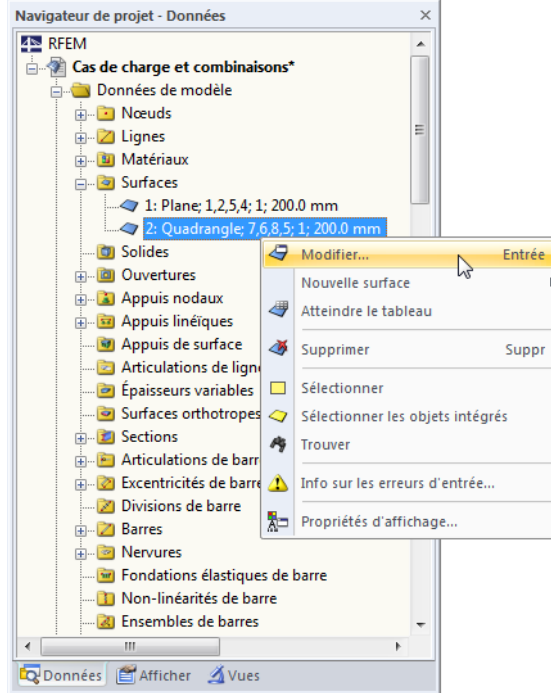 Navigateur de projet - Données
RFEM
Cas de charge et combinaisons*
Données de modèle
Nœuds
Lignes
Matériaux
Surfaces
1: Plane; 1,2,5,4; 1; 200.0 mm
2: Quadrangle; 7,6,8,5; 1; 200.0 mm
Solides
Modifier... Entrée
Ouvertures
Nouvelle surface
Appuis nodaux
Atteindre le tableau
Appuis linéïques
Appuis de surface
Supprimer Suppr
Articulations de lign
Épaisseurs variables
Sélectionner
Surfaces orthotropes
Sélectionner les objets intégrés
Sections
Trouver
Articulations de barr
Excentricités de barre
Info sur les erreurs d'entrée...
Divisions de barre
Propriétés d'affichage...
Barres
Nervures
Fondations élastiques de barre
Non-linéarités de barre
Ensembles de barres
Données Afficher Vues